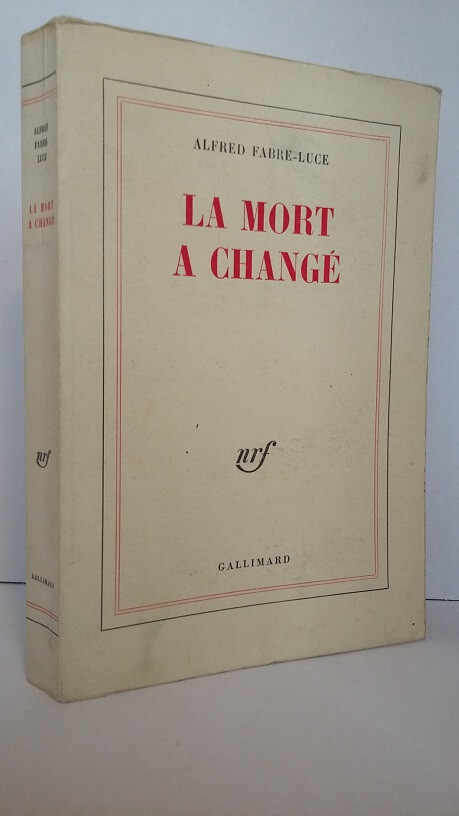 ALFRED
FABRE-
LUCE
LA MORT
A CHANGÉ
nrf
GALLIMARD
ALFRED FABRE-LUCE
LA MORT
A CHANGÉ
nrf
GALLIMARD